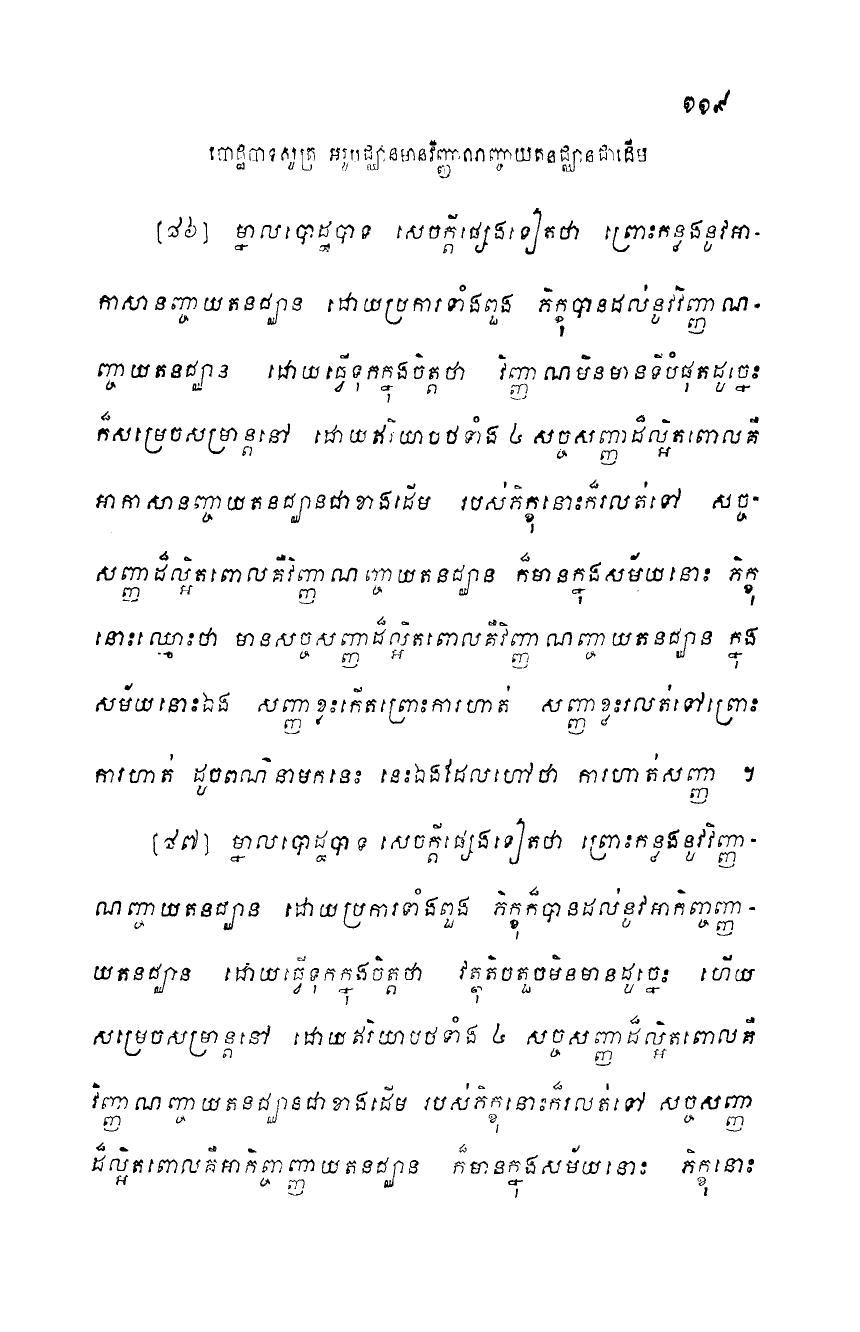 ១១៩
បោដ្ឋបាទសូត្រ អរូបជ្ឈានមានវិញ្ញាណញ្ចាយតនជ្ឈានជាដើម
[៨៦] ម្នាលបោដ្ឋបាទ សេចក្តីផ្សេងទៀតថា ព្រោះកន្លងនូវអា-
កាសានញ្ចាយតនជ្ឈាន ដោយប្រការទាំងពួង ភិក្ខុបានដល់នូវវិញ្ញាណ-
ញ្ចាយតនជ្ឈាន ដោយធ្វើទុកក្នុងចិត្តថា វិញ្ញាណមិនមានទីបំផុតដូច្នេះ
ក៏សម្រេចសម្រាន្តនៅ ដោយឥរិយាបថទាំង ៤ សច្ចសញ្ញាដ៏ល្អិតពោលគឺ
អាកាសានញ្ចាយតនជ្ឈានជាខាងដើម របស់ភិក្ខុនោះក៏រលត់ទៅ សច្ច-
សញ្ញាដ៏ល្អិតពោលគឺវិញ្ញាណញ្ចាយតនជ្ឈាន ក៏មានក្នុងសម័យនោះ ភិក្ខុ
នោះឈ្មោះថា មានសច្ចសញ្ញាដ៏ល្អិតពោលគឺវិញ្ញាណញ្ចាយតនជ្ឈាន ក្នុង
សម័យនោះឯង សញ្ញាខ្លះកើតព្រោះការហាត់ សញ្ញាខ្លះរលត់ទៅព្រោះ
ការហាត់ ដូចពណ៌នាមកនេះ នេះឯងដែលហៅថា ការហាត់សញ្ញា ។
[៨៧] ម្នាលបោដ្ឋបាទ សេចក្តីផ្សេងទៀតថា ព្រោះកន្លងនូវវិញ្ញា-
ណញ្ចាយតនជ្ឈាន ដោយប្រការទាំងពួង ភិក្ខុក៏បានដល់នូវអាកិញ្ចញ្ញា-
យតនជ្ឈាន ដោយធ្វើទុកក្នុងចិត្តថា វត្ថុតិចតួចមិនមានដូច្នេះ ហើយ
សម្រេចសម្រាន្តនៅ ដោយឥរិយាបថទាំង ៤ សច្ចសញ្ញាដ៏ល្អិតពោលគឺ
វិញ្ញាណញ្ចាយតនជ្ឈានជាខាងដើម របស់ភិក្ខុនោះក៏រលត់ទៅ សច្ចសញ្ញា
ដ៏ល្អិតពោលគឺអាកិញ្ចញ្ញាយតនជ្ឈាន ក៏មានក្នុងសម័យនោះ ភិក្ខុនោះ